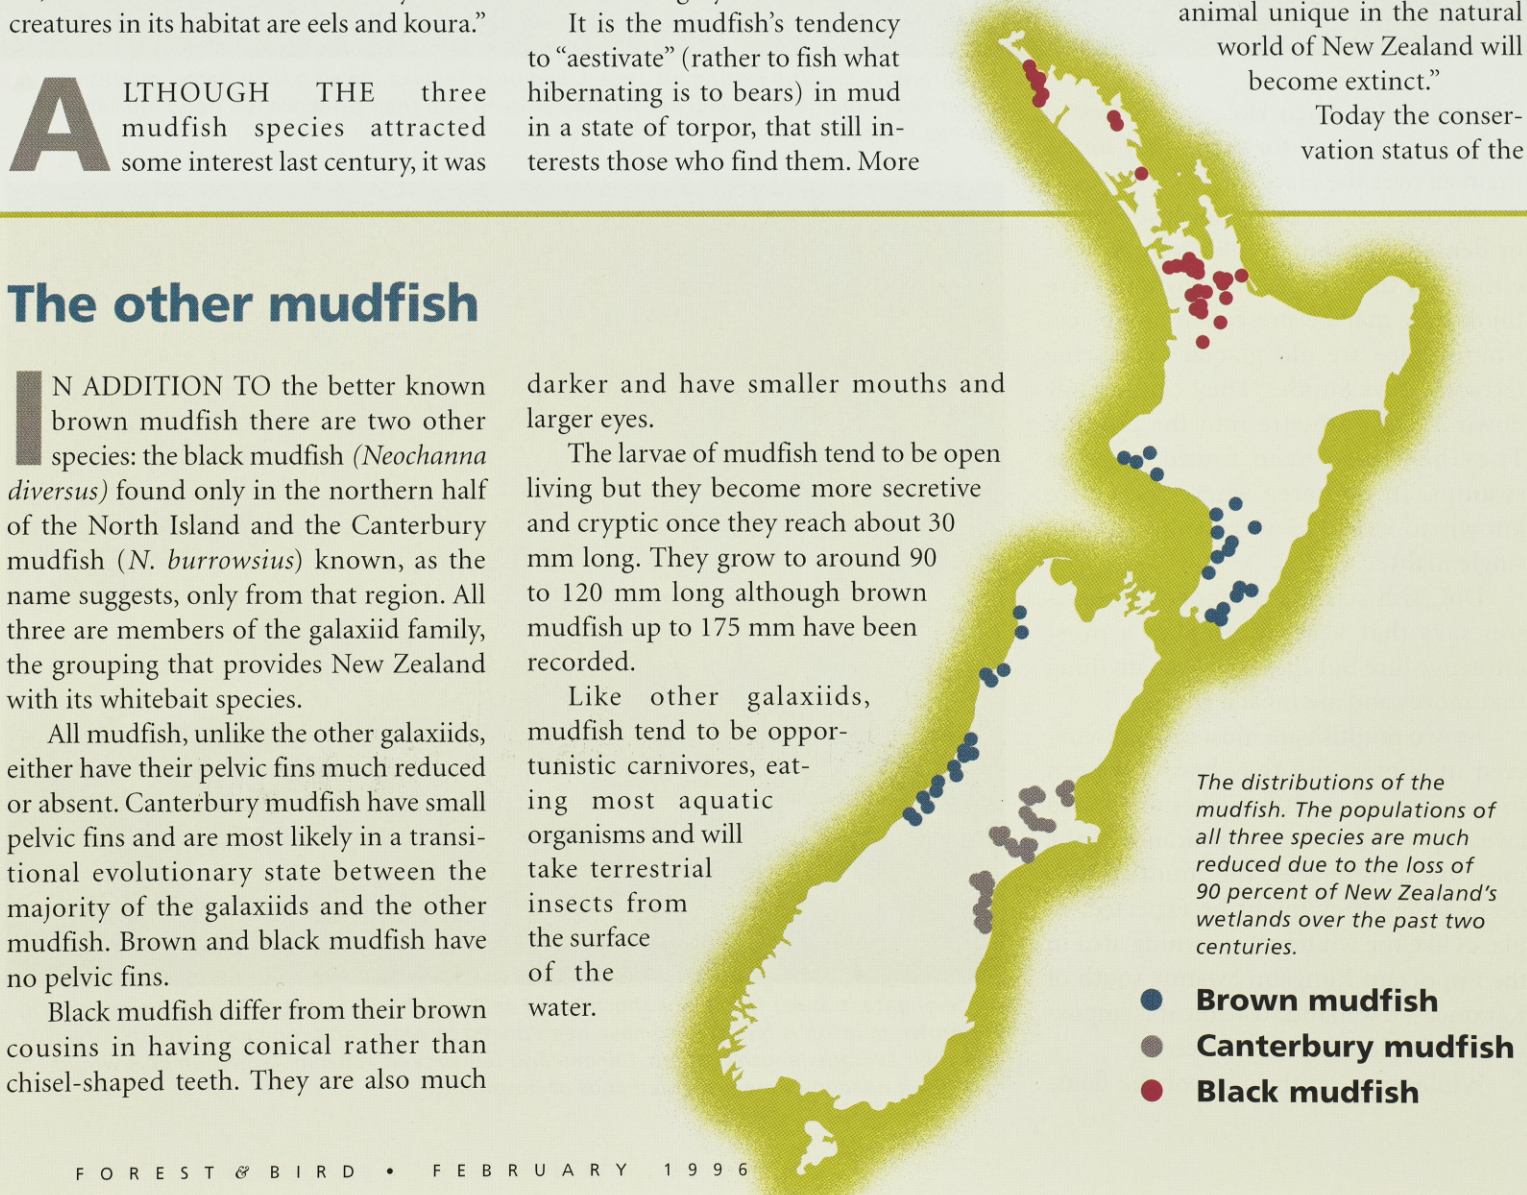 creatures in its habitat are eels and koura.”
ALTHOUGH THE three
mudfish species attracted
some interest last century, it was
It is the mudfish’s tendency
to “aestivate” (rather to fish what
hibernating is to bears) in mud
in a state of torpor, that still in-
terests those who find them. More
animal unique in the natural
world of New Zealand will
become extinct.”
Today the conser-
vation status of the
The other mudfish
IN ADDITION TO the better known
brown mudfish there are two other
species: the black mudfish (Neochanna
diversus) found only in the northern half
of the North Island and the Canterbury
mudfish (N. burrowsius) known, as the
name suggests, only from that region. All
three are members of the galaxiid family,
the grouping that provides New Zealand
with its whitebait species.
All mudfish, unlike the other galaxiids,
either have their pelvic fins much reduced
or absent. Canterbury mudfish have small
pelvic fins and are most likely in a transi-
tional evolutionary state between the
majority of the galaxiids and the other
mudfish. Brown and black mudfish have
no pelvic fins.
Black mudfish differ from their brown
cousins in having conical rather than
chisel-shaped teeth. They are also much
darker and have smaller mouths and
larger eyes.
The larvae of mudfish tend to be open
living but they become more secretive
and cryptic once they reach about 30
mm long. They grow to around 90
to 120 mm long although brown
mudfish up to 175 mm have been
recorded.
Like other galaxiids,
mudfish tend to be oppor-
tunistic carnivores, eat-
ing most aquatic
organisms and will
take terrestrial
insects from
the surface
of the
water.
The distributions of the
mudfish. The populations of
all three species are much
reduced due to the loss of
90 percent of New Zealand’s
wetlands over the past two
centuries.
Brown mudfish
Canterbury mudfish
Black mudfish
FOREST & BIRD • FEBRUARY 1996